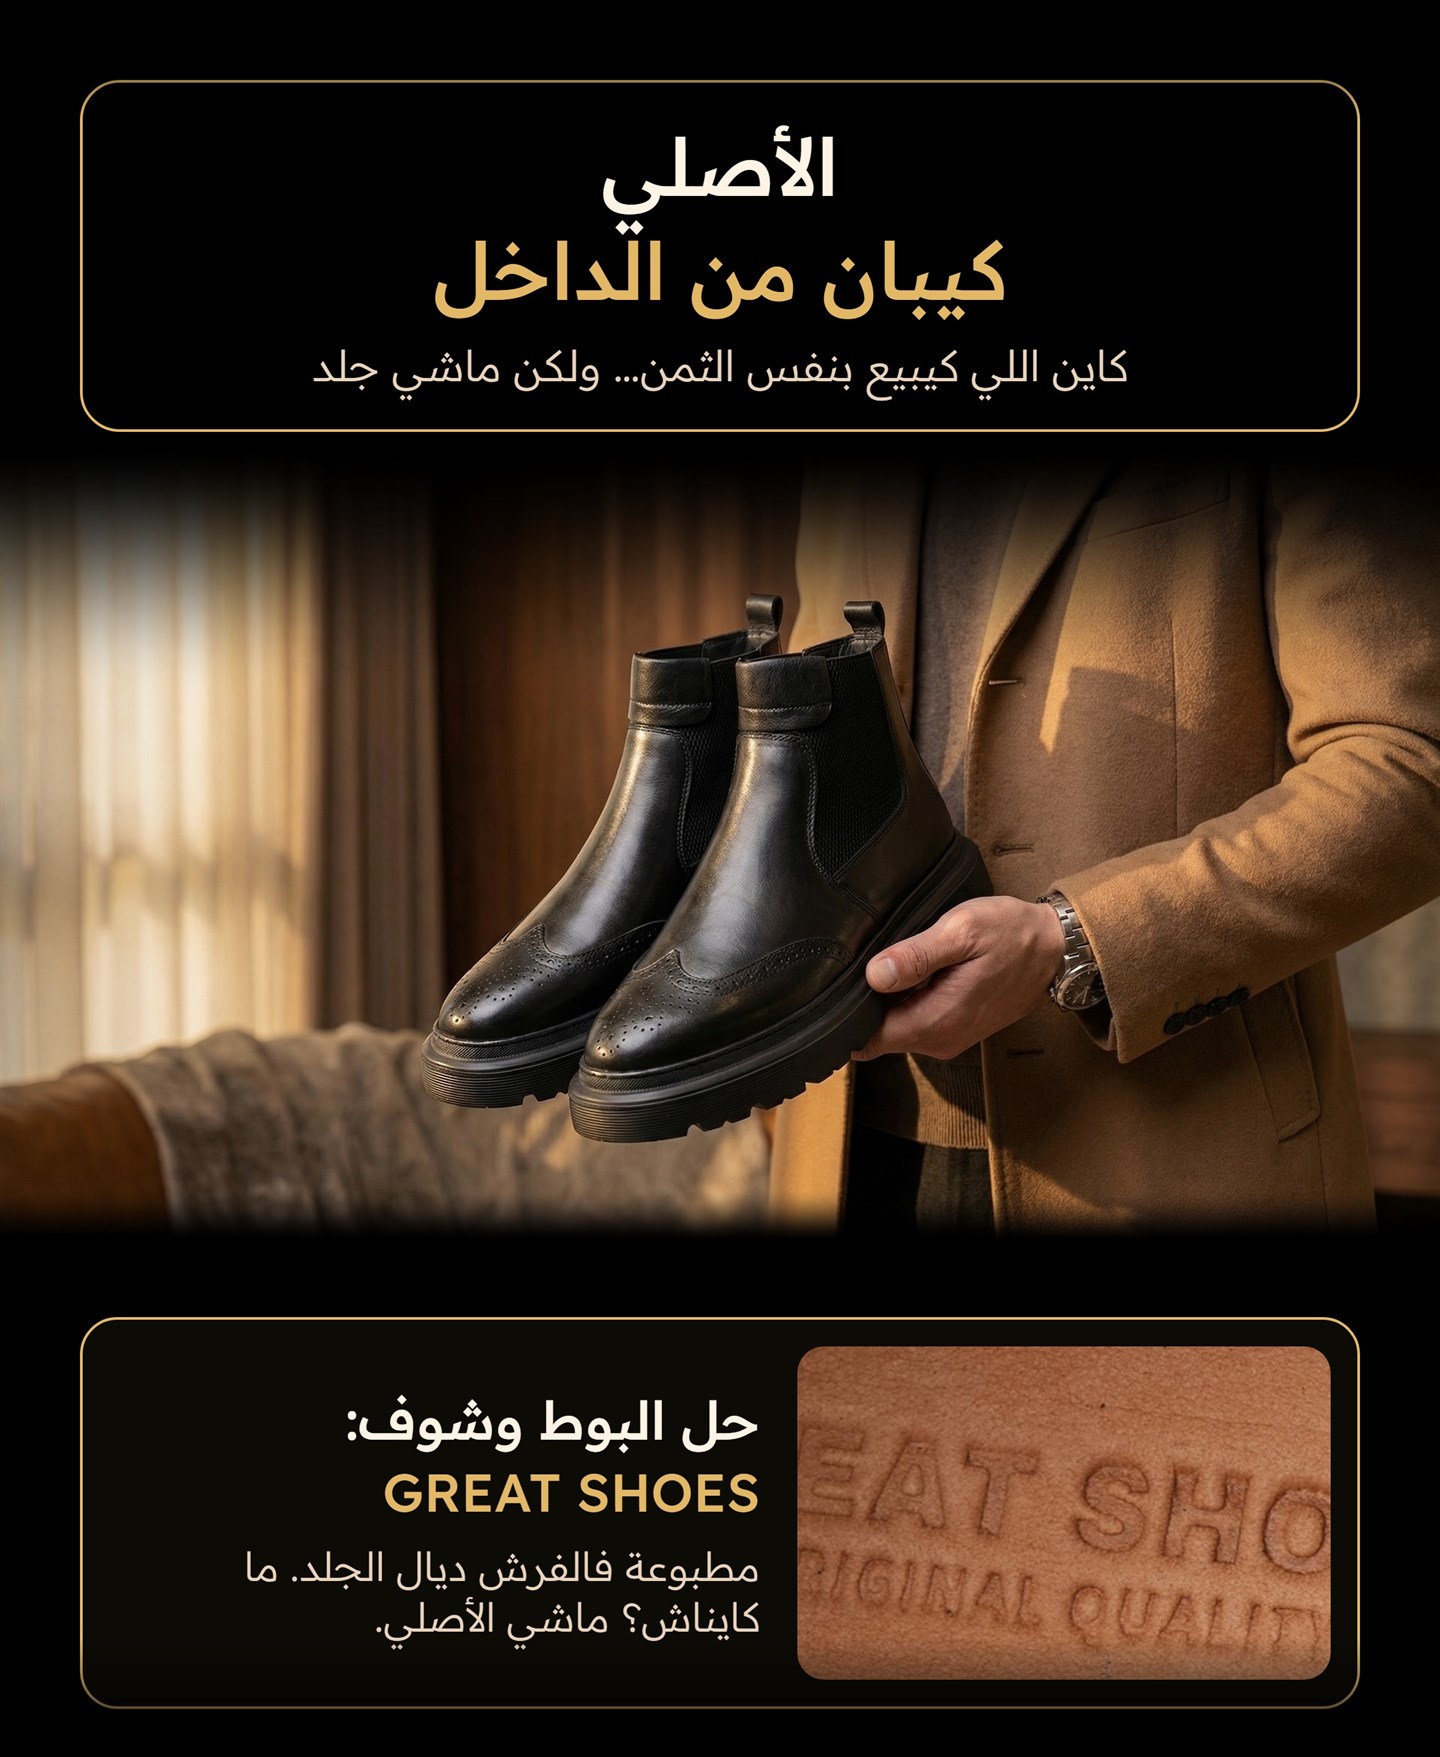 الأصلي
كيبان من الداخل
كاين اللي كيبيع بنفس الثمن... ولكن ماشي جلد
حل البوط وشوف:
GREAT SHOES
مطبوعة فالفرش ديال الجلد. ما
كايناش؟ ماشي الأصلي.
EAT SHO
RIGINAL QUALITY